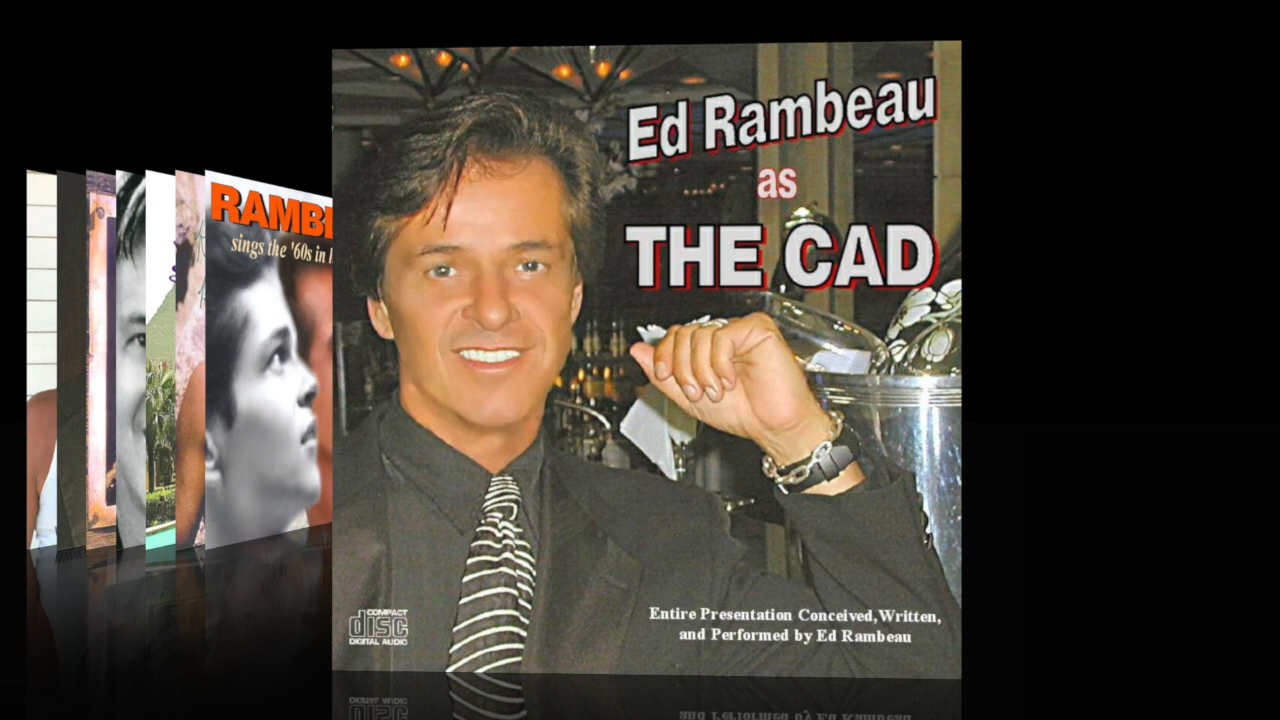 RAMB
sings the '60s in
Ed Rambeau
as
THE CAD
COMPACT
disc
DIGITAL AUDIO
Entire Presentation Conceived,Written,
and Performed by Ed Rambeau